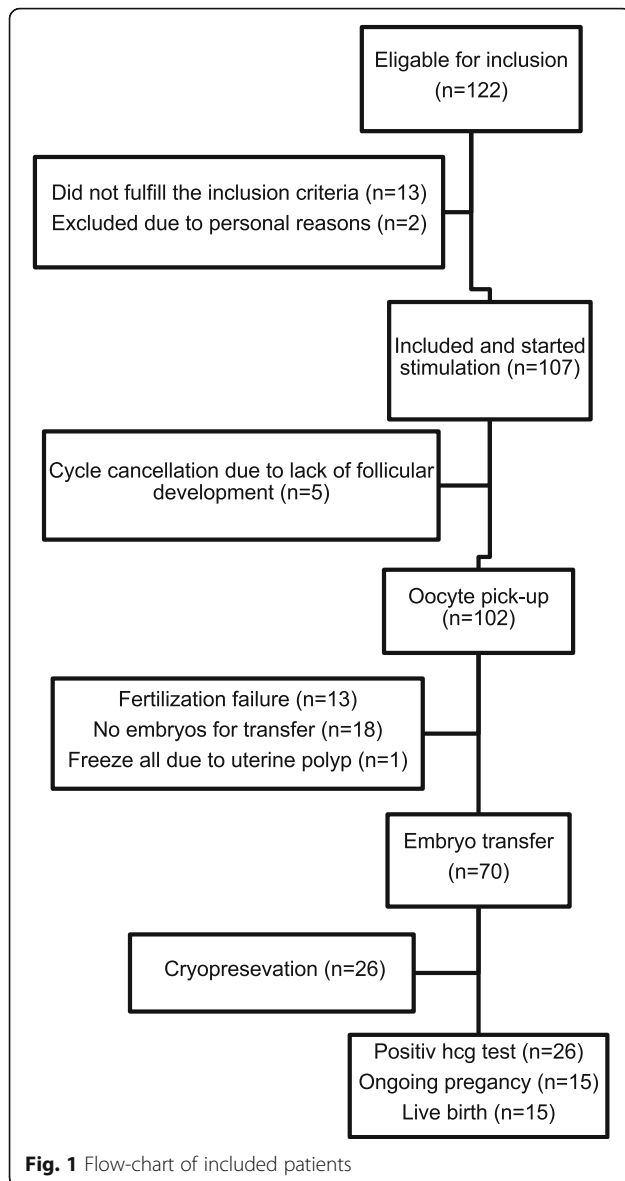 Eligable for inclusion
(n=122)
Did not fulfill the inclusion criteria (n=13)
Excluded due to personal reasons (n=2)
Included and started
stimulation (n=107)
Cycle cancellation due to lack of follicular
development (n=5)
Oocyte pick-up
(n=102)
Fertilization failure (n=13)
No embryos for transfer (n=18)
Freeze all due to uterine polyp (n=1)
Embryo transfer
(n=70)
Cryopresevation (n=26)
Positiv hcg test (n=26)
Ongoing pregancy (n=15)
Live birth (n=15)
Fig. 1 Flow-chart of included patients